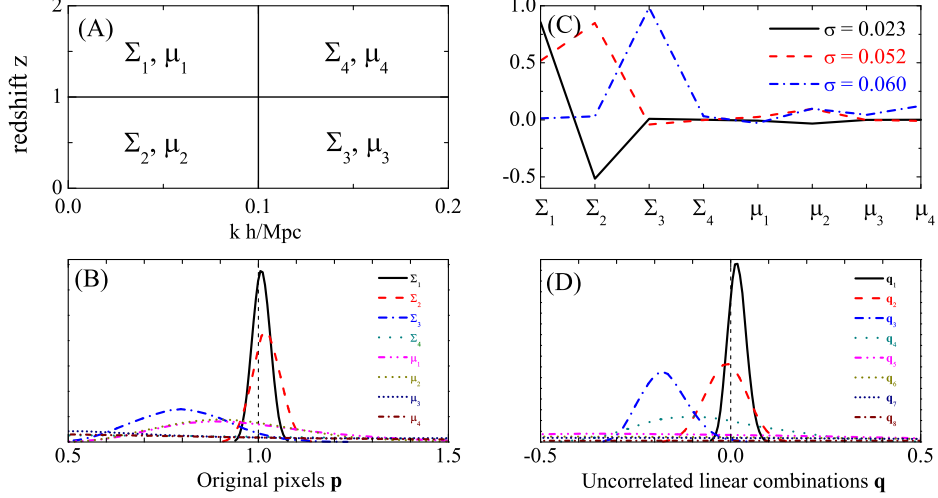 (A)
redshift z
2
1
0
Σ₁, μ₁
Σ₄, μ₄
Σ₂, μ₂
Σ₃, μ₃
0.0
0.1
0.2
k h/Mpc
(C)
1.0
0.5
0.0
-0.5
σ = 0.023
σ = 0.052
σ = 0.060
Σ₁ Σ₂ Σ₃ Σ₄ μ₁ μ₂ μ₃ μ₄
(B)
Σ₁
Σ₂
Σ₃
Σ₄
μ₁
μ₂
μ₃
μ₄
0.5
1.0
1.5
Original pixels p
(D)
q₁
q₂
q₃
q₄
q₅
q₆
q₇
q₈
-0.5
0.0
0.5
Uncorrelated linear combinations q